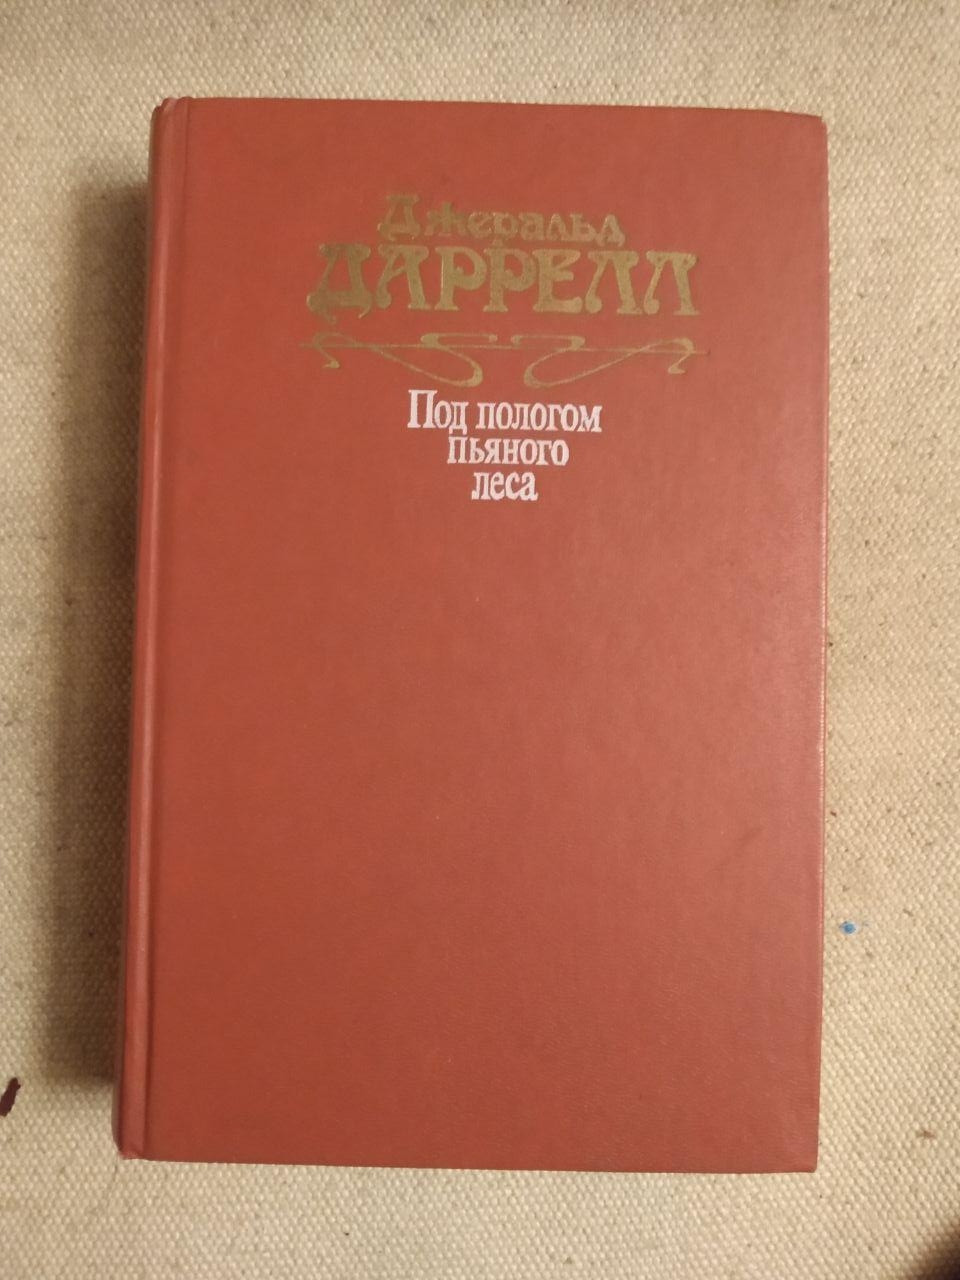 Джеральд
ДАРРЕЛЛ
Под пологом
пьяного
леса